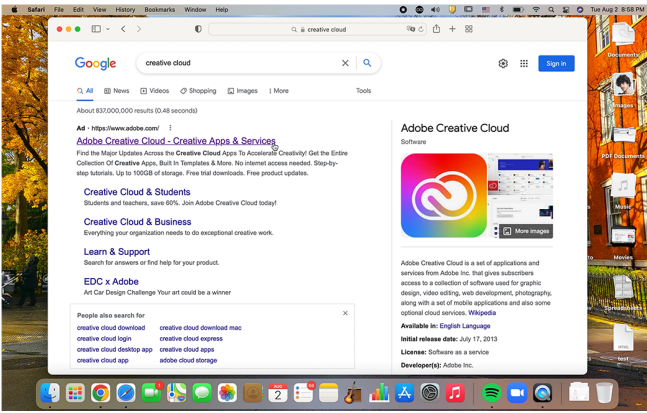 Safari File Edit View History Bookmarks Window Help
Tue Aug 2 8:58 PM
creative cloud
Google
creative cloud
Sign in
All News Videos Shopping Images More Tools
About 837,000,000 results (0.48 seconds)
Ad · https://www.adobe.com/
Adobe Creative Cloud - Creative Apps & Services
Find the Major Updates Across the Creative Cloud Apps To Accelerate Creativity! Get the Entire
Collection Of Creative Apps, Built In Templates & More. No internet access needed. Step-by-
step tutorials. Up to 100GB of storage. Free trial downloads. Free product updates.
Creative Cloud & Students
Students and teachers, save 60%. Join Adobe Creative Cloud today!
Creative Cloud & Business
Everything your organization needs to do exceptional creative work.
Learn & Support
Search for answers or find help for your product.
EDC x Adobe
Art Car Design Challenge Your art could be a winner
People also search for
creative cloud download creative cloud download mac
creative cloud login creative cloud express
creative cloud desktop app creative cloud apps
creative cloud app adobe cloud storage
Adobe Creative Cloud
Software
More images
Adobe Creative Cloud is a set of applications and
services from Adobe Inc. that gives subscribers
access to a collection of software used for graphic
design, video editing, web development, photography,
along with a set of mobile applications and also some
optional cloud services. Wikipedia
Available in: English Language
Initial release date: July 17, 2013
License: Software as a service
Developer(s): Adobe Inc.
Documents
Images
PDF Documents
Music
Movies
Spreadsheets
HTML
test
AUG
2